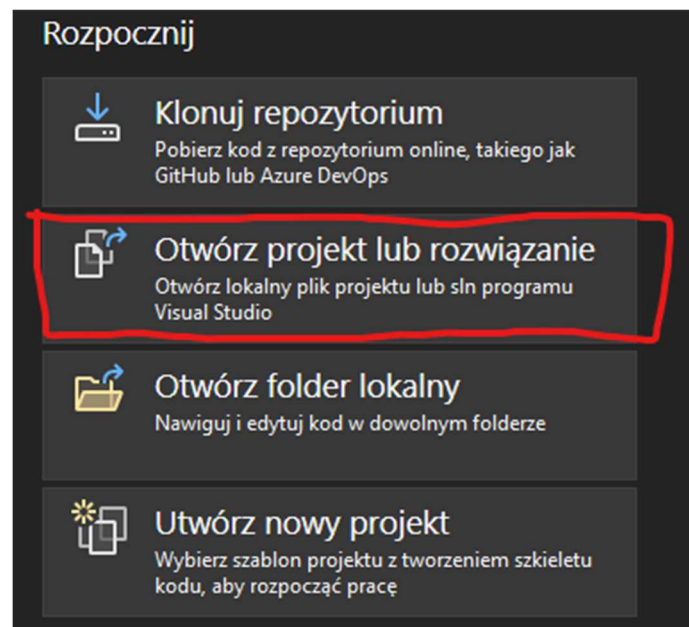 Rozpocznij
Klonuj repozytorium
Pobierz kod z repozytorium online, takiego jak
GitHub lub Azure DevOps
Otwórz projekt lub rozwiązanie
Otwórz lokalny plik projektu lub sln programu
Visual Studio
Otwórz folder lokalny
Nawiguj i edytuj kod w dowolnym folderze
Utwórz nowy projekt
Wybierz szablon projektu z tworzeniem szkieletu
kodu, aby rozpocząć pracę